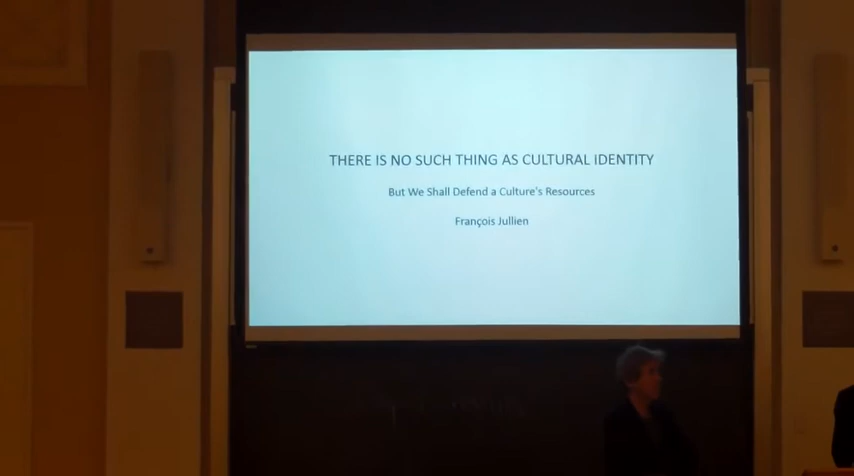 THERE IS NO SUCH THING AS CULTURAL IDENTITY
But We Shall Defend a Culture's Resources
François Jullien